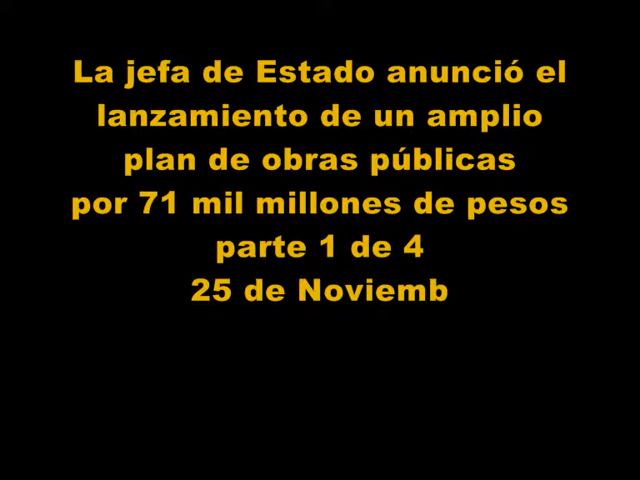 La jefa de Estado anunció el
lanzamiento de un amplio
plan de obras públicas
por 71 mil millones de pesos
parte 1 de 4
25 de Noviemb